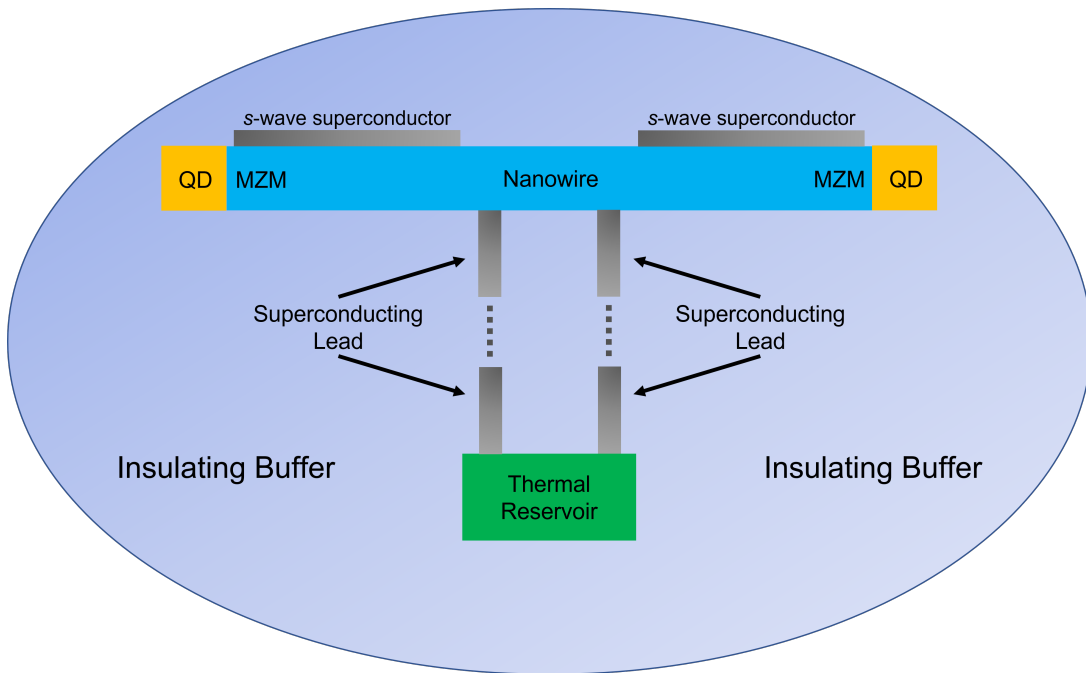 s-wave superconductor
s-wave superconductor
QD
MZM
Nanowire
MZM
QD
Superconducting
Lead
Superconducting
Lead
Insulating Buffer
Insulating Buffer
Thermal
Reservoir